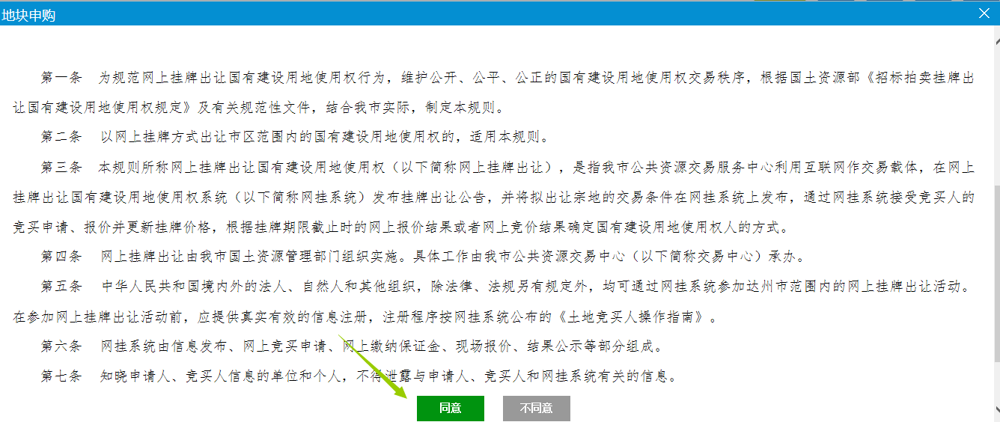 地块申购
第一条 为规范网上挂牌出让国有建设用地使用权行为，维护公开、公平、公正的国有建设用地使用权交易秩序，根据国土资源部《招标拍卖挂牌出
让国有建设用地使用权规定》及有关规范性文件，结合我市实际，制定本规则。
第二条 以网上挂牌方式出让市区范围内的国有建设用地使用权的，适用本规则。
第三条 本规则所称网上挂牌出让国有建设用地使用权（以下简称网上挂牌出让），是指我市公共资源交易服务中心利用互联网作交易载体，在网上
挂牌出让国有建设用地使用权系统（以下简称网挂系统）发布挂牌出让公告，并将拟出让宗地的交易条件在网挂系统上发布，通过网挂系统接受竞买人的
竞买申请、报价并更新挂牌价格，根据挂牌期限截止时的网上报价结果或者网上竞价结果确定国有建设用地使用权人的方式。
第四条 网上挂牌出让由我市国土资源管理部门组织实施。具体工作由我市公共资源交易中心（以下简称交易中心）承办。
第五条 中华人民共和国境内外的法人、自然人和其他组织，除法律、法规另有规定外，均可通过网挂系统参加达州市范围内的网上挂牌出让活动。
在参加网上挂牌出让活动前，应提供真实有效的信息注册，注册程序按网挂系统公布的《土地竞买人操作指南》。
第六条 网挂系统由信息发布、网上竞买申请、网上缴纳保证金、现场报价、结果公示等部分组成。
第七条 知晓申请人、竞买人信息的单位和个人，不得泄露与申请人、竞买人和网挂系统有关的信息。
同意 不同意